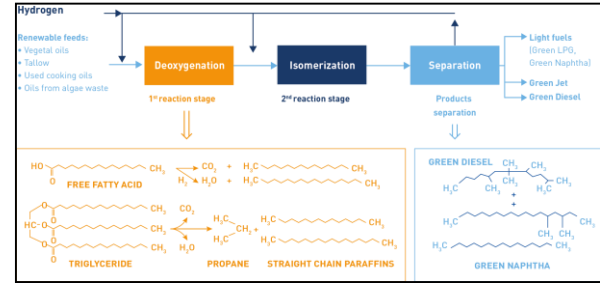 Hydrogen
Renewable feeds:
• Vegetal oils
• Tallow
• Used cooking oils
• Oils from algae waste
Deoxygenation
Isomerization
Separation
1st reaction stage
2nd reaction stage
Products
separation
Light fuels
(Green LPG,
Green Naphtha)
Green Jet
Green Diesel
HO
O
CH3
FREE FATTY ACID
CO2
+
CH3
H2
H2O
+
CH3
O
O
CH3
HC-O
O
CH3
O
O
CH3
TRIGLYCERIDE
CO2
H2O
CH3
H3C
CH3
PROPANE
+
H3C
CH3
H3C
CH3
STRAIGHT CHAIN PARAFFINS
GREEN DIESEL
CH3
CH3
CH3
H3C
CH3
H3C
CH3
+
+
H3C
CH3
CH3
CH3
H3C
CH3
GREEN NAPHTHA